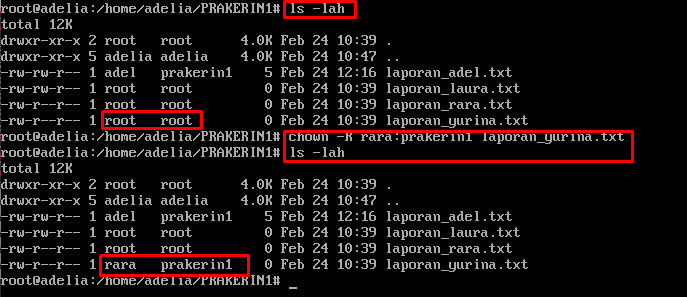 root@adelia:/home/adelia/PRAKERIN1# ls -lah
total 12K
drwxr-xr-x 2 root   root      4.0K Feb 24 10:39 .
drwxr-xr-x 5 adelia adelia    4.0K Feb 24 10:47 ..
-rw-rw-r-- 1 adel   prakerin1    5 Feb 24 12:16 laporan_adel.txt
-rw-r--r-- 1 root   root         0 Feb 24 10:39 laporan_laura.txt
-rw-r--r-- 1 root   root         0 Feb 24 10:39 laporan_rara.txt
-rw-r--r-- 1 root   root         0 Feb 24 10:39 laporan_yurina.txt
root@adelia:/home/adelia/PRAKERIN1# chown -R rara:prakerin1 laporan_yurina.txt
root@adelia:/home/adelia/PRAKERIN1# ls -lah
total 12K
drwxr-xr-x 2 root   root      4.0K Feb 24 10:39 .
drwxr-xr-x 5 adelia adelia    4.0K Feb 24 10:47 ..
-rw-rw-r-- 1 adel   prakerin1    5 Feb 24 12:16 laporan_adel.txt
-rw-r--r-- 1 root   root         0 Feb 24 10:39 laporan_laura.txt
-rw-r--r-- 1 root   root         0 Feb 24 10:39 laporan_rara.txt
-rw-r--r-- 1 rara   prakerin1    0 Feb 24 10:39 laporan_yurina.txt
root@adelia:/home/adelia/PRAKERIN1# _